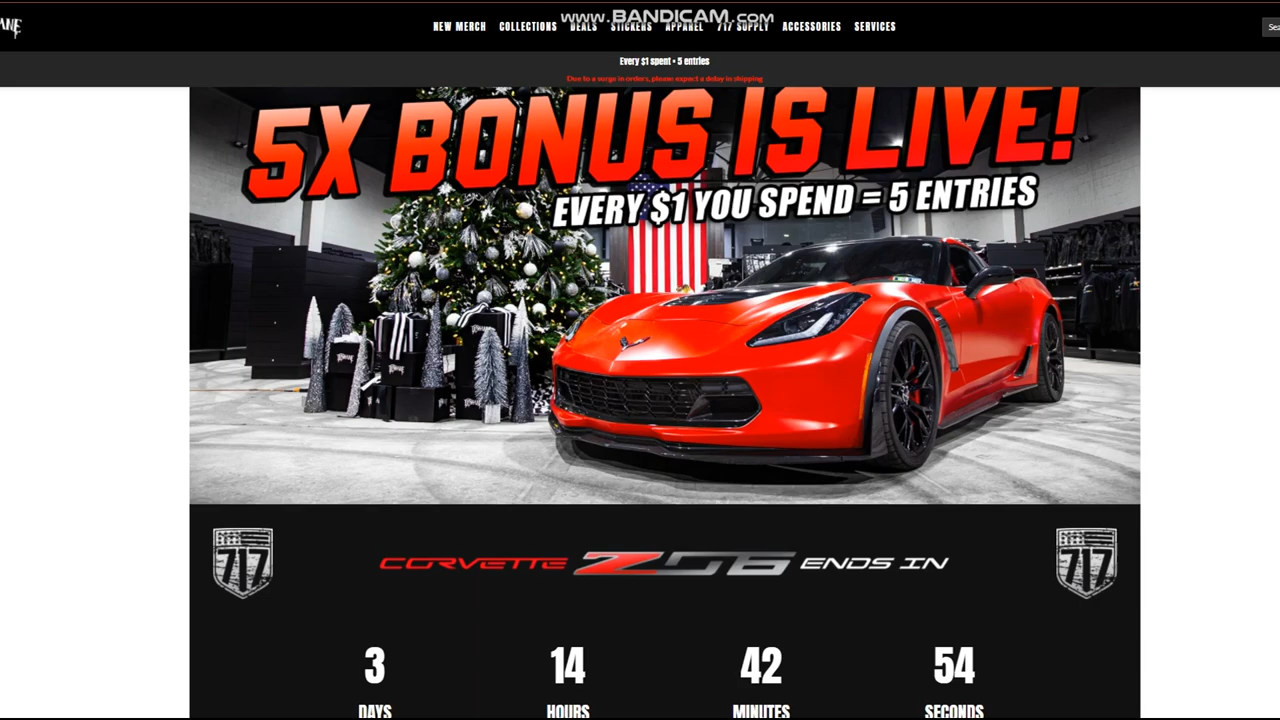 www.BANDICAM.com
NEW MERCH COLLECTIONS DEALS STICKERS APPAREL 717 SUPPLY ACCESSORIES SERVICES
Every $1 spent = 5 entries
Due to a surge in orders, please expect a delay in shipping
5X BONUS IS LIVE!
EVERY $1 YOU SPEND = 5 ENTRIES
717 CORVETTE Z06 ENDS IN 717
3 14 42 54
DAYS HOURS MINUTES SECONDS